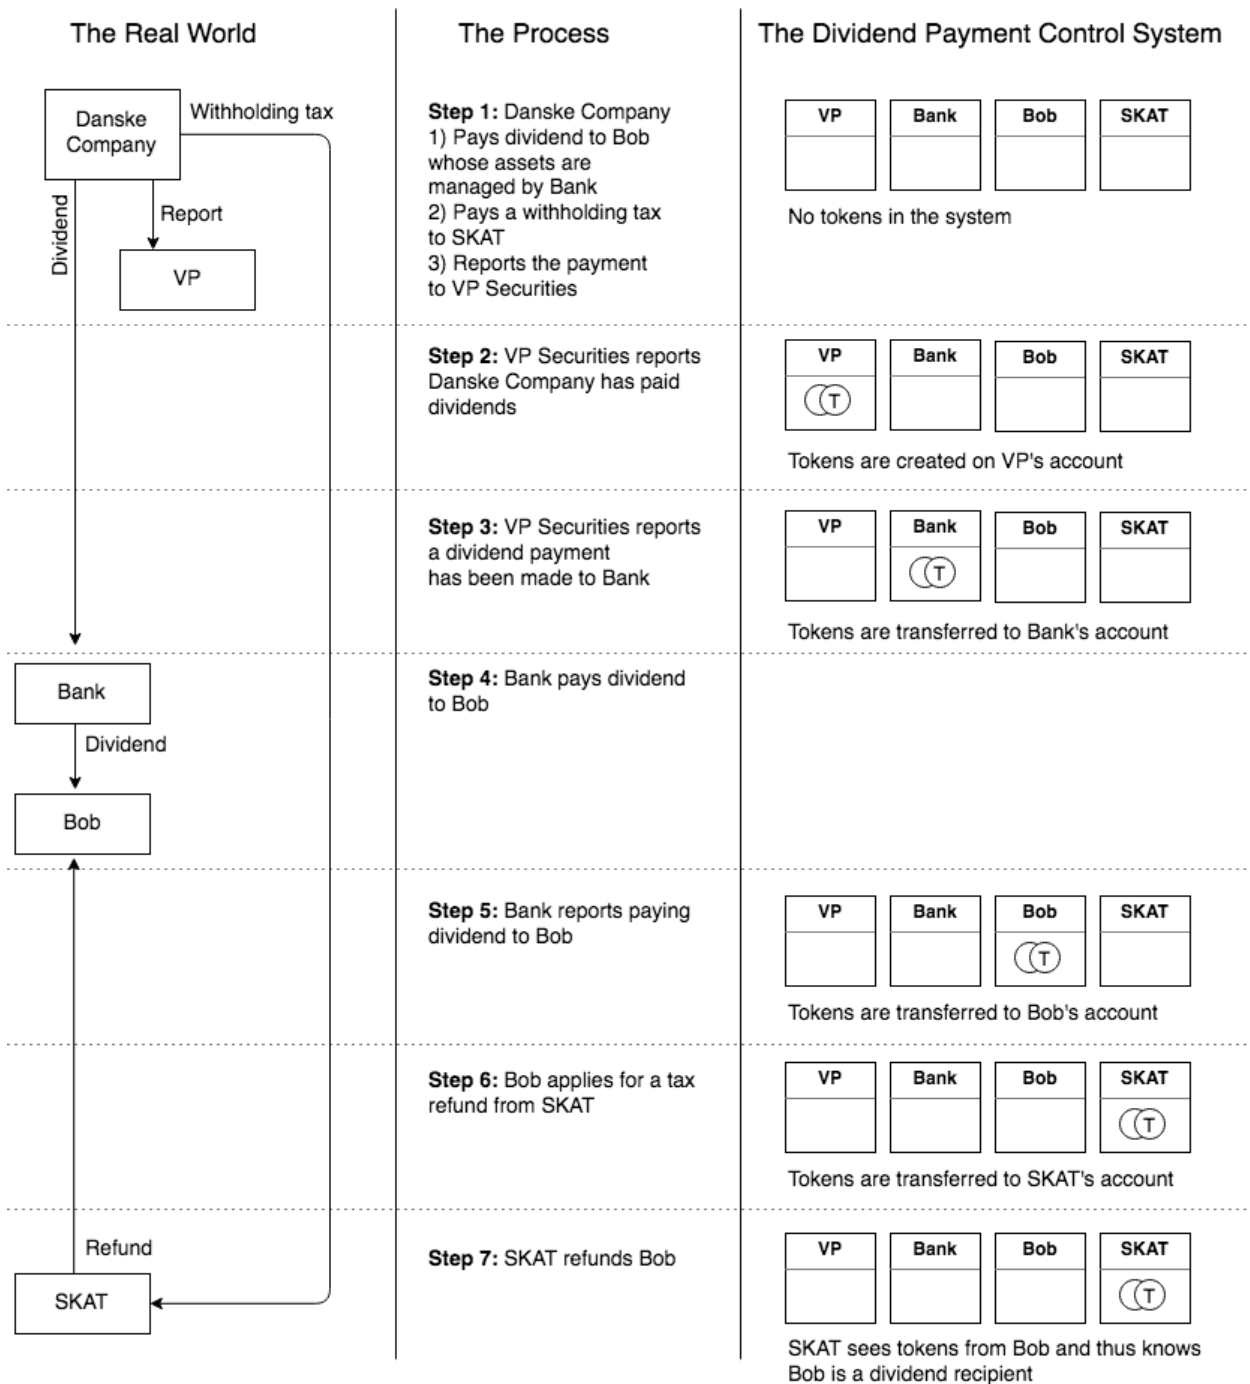 The Real World
The Process
The Dividend Payment Control System
Danske
Company
Withholding tax
Dividend
Report
VP
Step 1: Danske Company
1) Pays dividend to Bob
whose assets are
managed by Bank
2) Pays a withholding tax
to SKAT
3) Reports the payment
to VP Securities
VP Bank Bob SKAT
No tokens in the system
Step 2: VP Securities reports
Danske Company has paid
dividends
VP Bank Bob SKAT
T
Tokens are created on VP's account
Step 3: VP Securities reports
a dividend payment
has been made to Bank
VP Bank Bob SKAT
T
Tokens are transferred to Bank's account
Bank
Dividend
Bob
Step 4: Bank pays dividend
to Bob
Step 5: Bank reports paying
dividend to Bob
VP Bank Bob SKAT
T
Tokens are transferred to Bob's account
Step 6: Bob applies for a tax
refund from SKAT
VP Bank Bob SKAT
T
Tokens are transferred to SKAT's account
Refund
SKAT
Step 7: SKAT refunds Bob
VP Bank Bob SKAT
T
SKAT sees tokens from Bob and thus knows
Bob is a dividend recipient